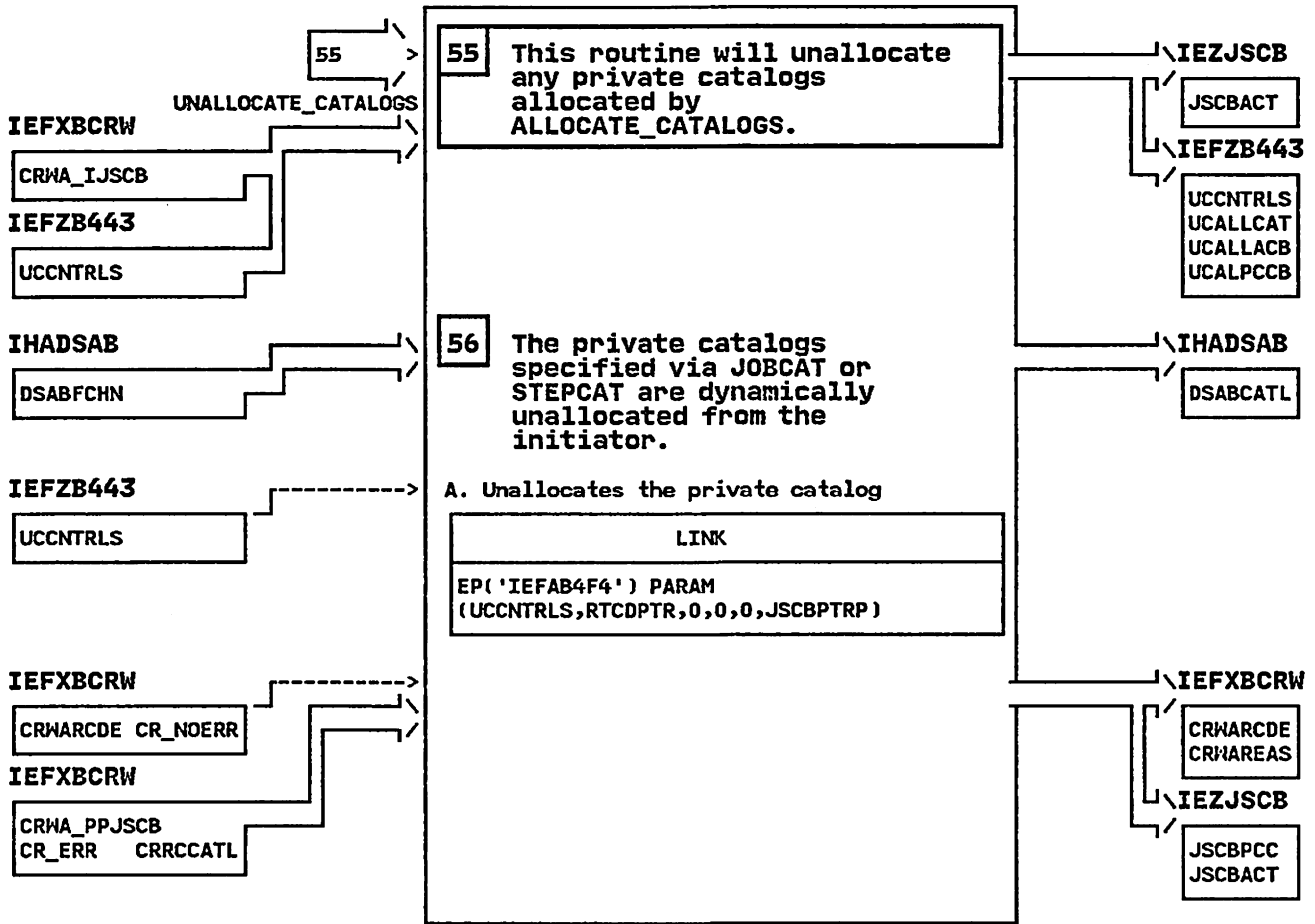 55
UNALLOCATE_CATALOGS
IEFXBCRW
CRWA_IJSCB
IEFZB443
UCCNTRLS
55 This routine will unallocate
any private catalogs
allocated by
ALLOCATE_CATALOGS.
IEZJSCB
JSCBACT
IEFZB443
UCCNTRLS
UCALLCAT
UCALLACB
UCALPCCB
IHADSAB
DSABFCHN
56 The private catalogs
specified via JOBCAT or
STEPCAT are dynamically
unallocated from the
initiator.
IHADSAB
DSABCATL
IEFZB443
UCCNTRLS
A. Unallocates the private catalog
LINK
EP('IEFAB4F4') PARAM
(UCCNTRLS,RTCDPTR,0,0,0,JSCBPTRP)
IEFXBCRW
CRWARCDE CR_NOERR
IEFXBCRW
CRWA_PPJSCB
CR_ERR CRRCCATL
IEFXBCRW
CRWARCDE
CRWAREAS
IEZJSCB
JSCBPCC
JSCBACT